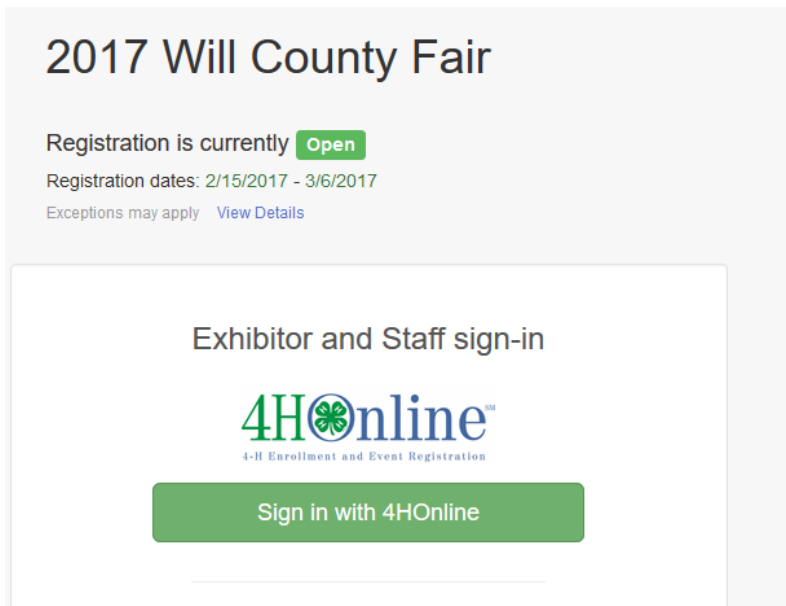 2017 Will County Fair
Registration is currently Open
Registration dates: 2/15/2017 - 3/6/2017
Exceptions may apply View Details
Exhibitor and Staff sign-in
4HOnline SM
4-H Enrollment and Event Registration
Sign in with 4HOnline